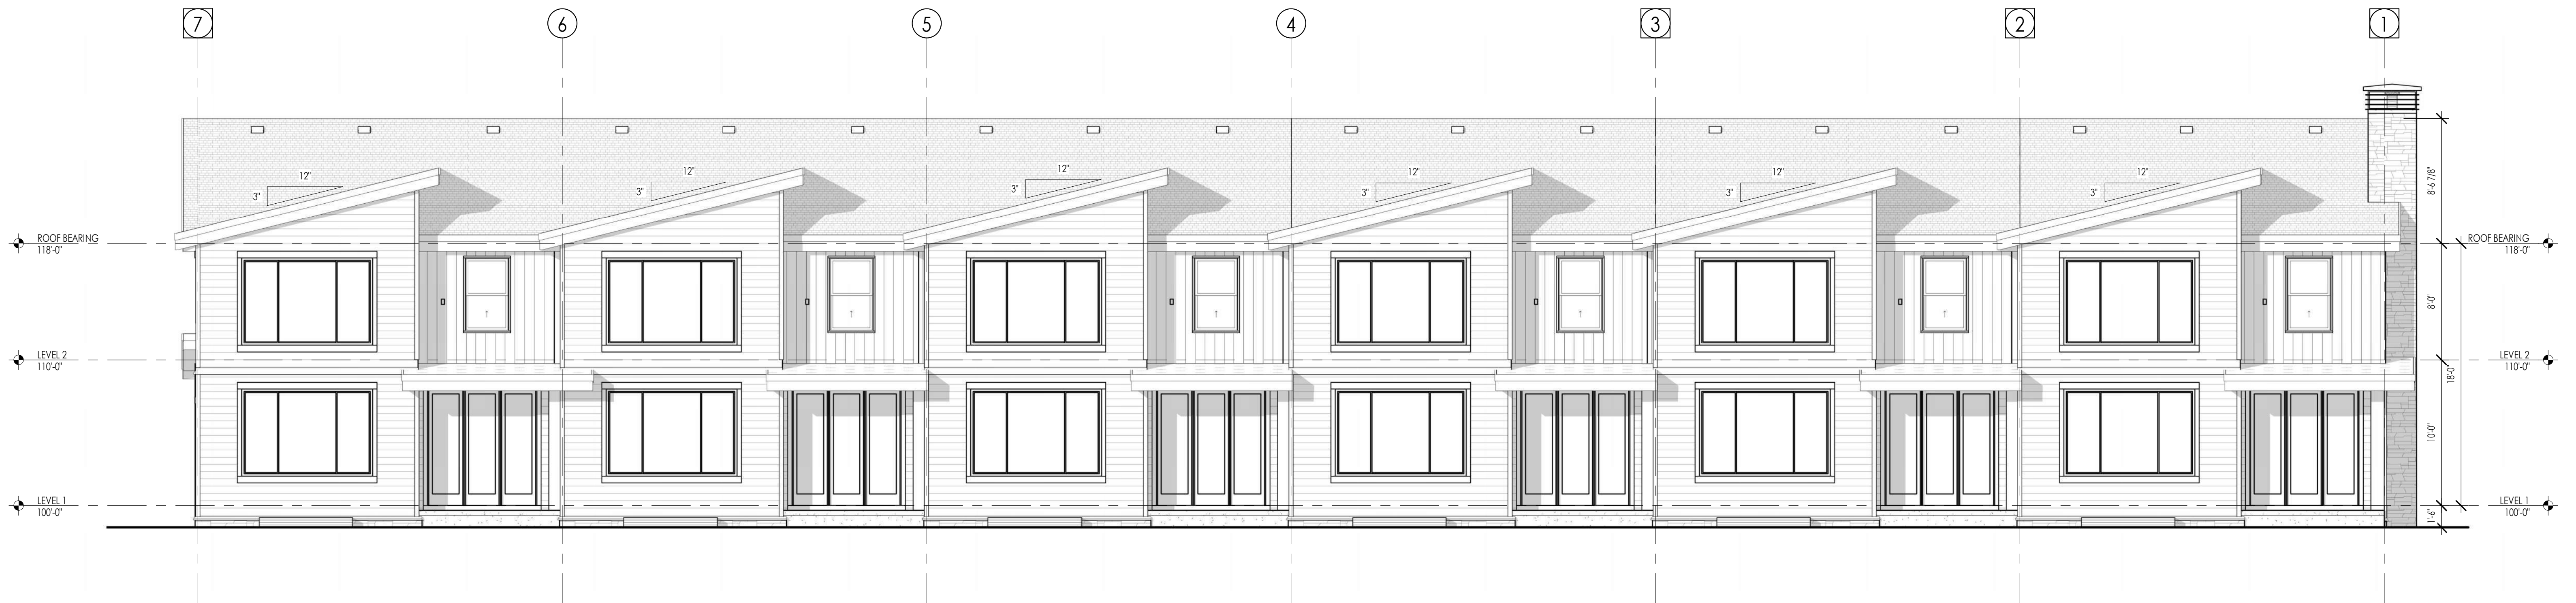 7 6 5 4 3 2 1
12" 12" 12" 12" 12" 12"
3" 3" 3" 3" 3" 3"
8'-6 7/8"
ROOF BEARING
118'-0"
ROOF BEARING
118'-0"
8'-0"
LEVEL 2
110'-0"
LEVEL 2
110'-0"
18'-0"
10'-0"
LEVEL 1
100'-0"
LEVEL 1
100'-0"
1'-6"